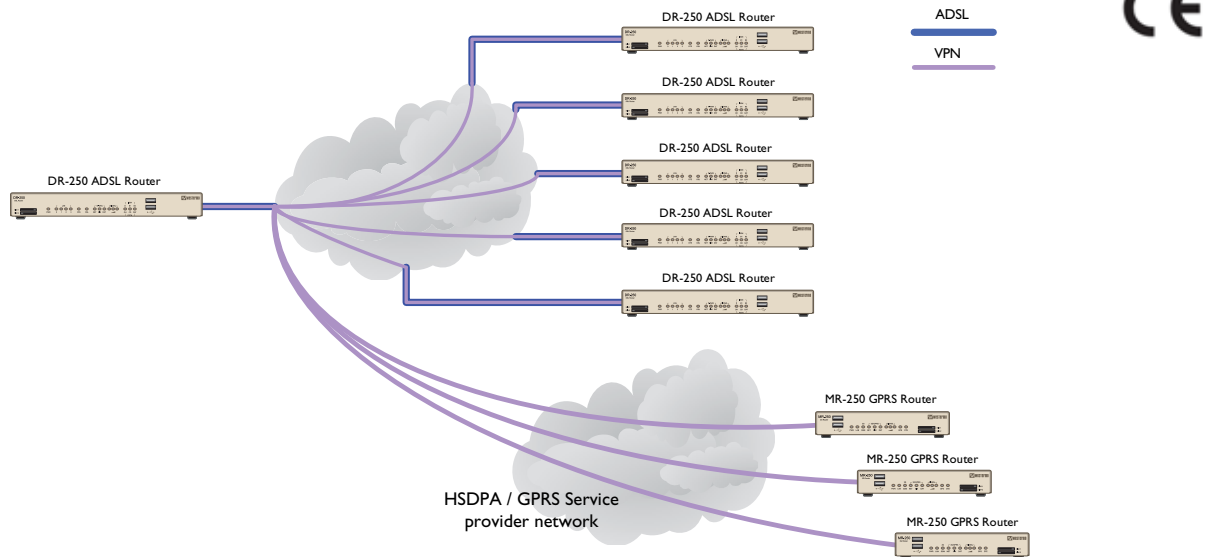 DR-250 ADSL Router
ADSL
CE
VPN
DR-250 ADSL Router
DR-250 ADSL Router
DR-250 ADSL Router
DR-250 ADSL Router
DR-250 ADSL Router
MR-250 GPRS Router
MR-250 GPRS Router
HSDPA / GPRS Service
provider network
MR-250 GPRS Router